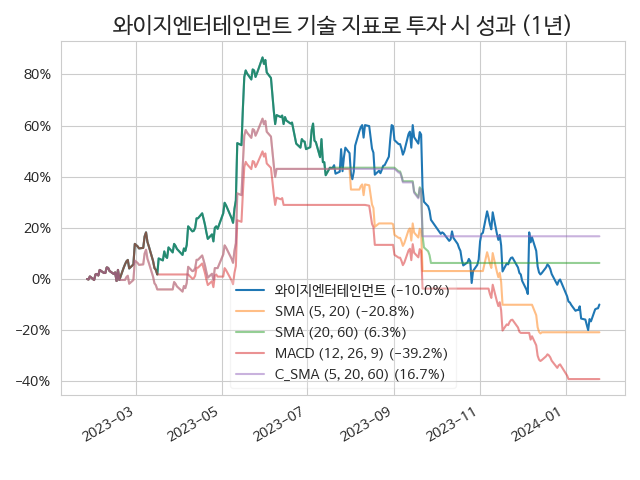 와이지엔터테인먼트 기술 지표로 투자 시 성과 (1년)
80%
60%
40%
20%
0%
−20%
−40%
와이지엔터테인먼트 (−10.0%)
SMA (5, 20) (−20.8%)
SMA (20, 60) (6.3%)
MACD (12, 26, 9) (−39.2%)
C_SMA (5, 20, 60) (16.7%)
2023−03
2023−05
2023−07
2023−09
2023−11
2024−01